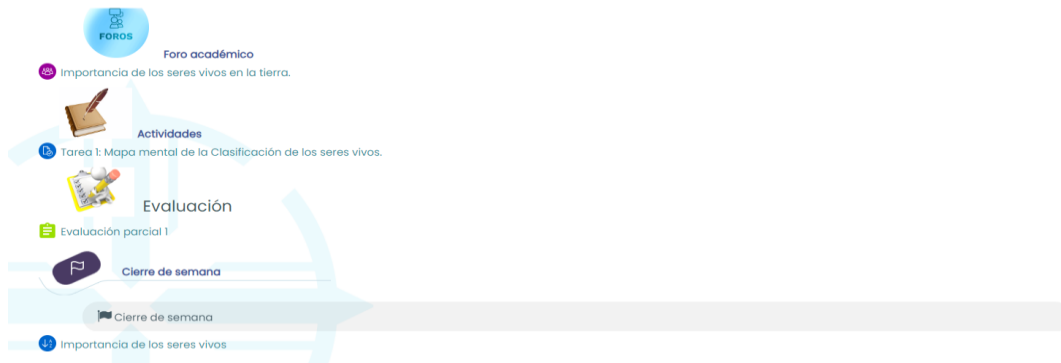 FOROS
Foro académico
Importancia de los seres vivos en la tierra.
Actividades
Tarea 1: Mapa mental de la Clasificación de los seres vivos.
Evaluación
Evaluación parcial 1
Cierre de semana
Cierre de semana
Importancia de los seres vivos